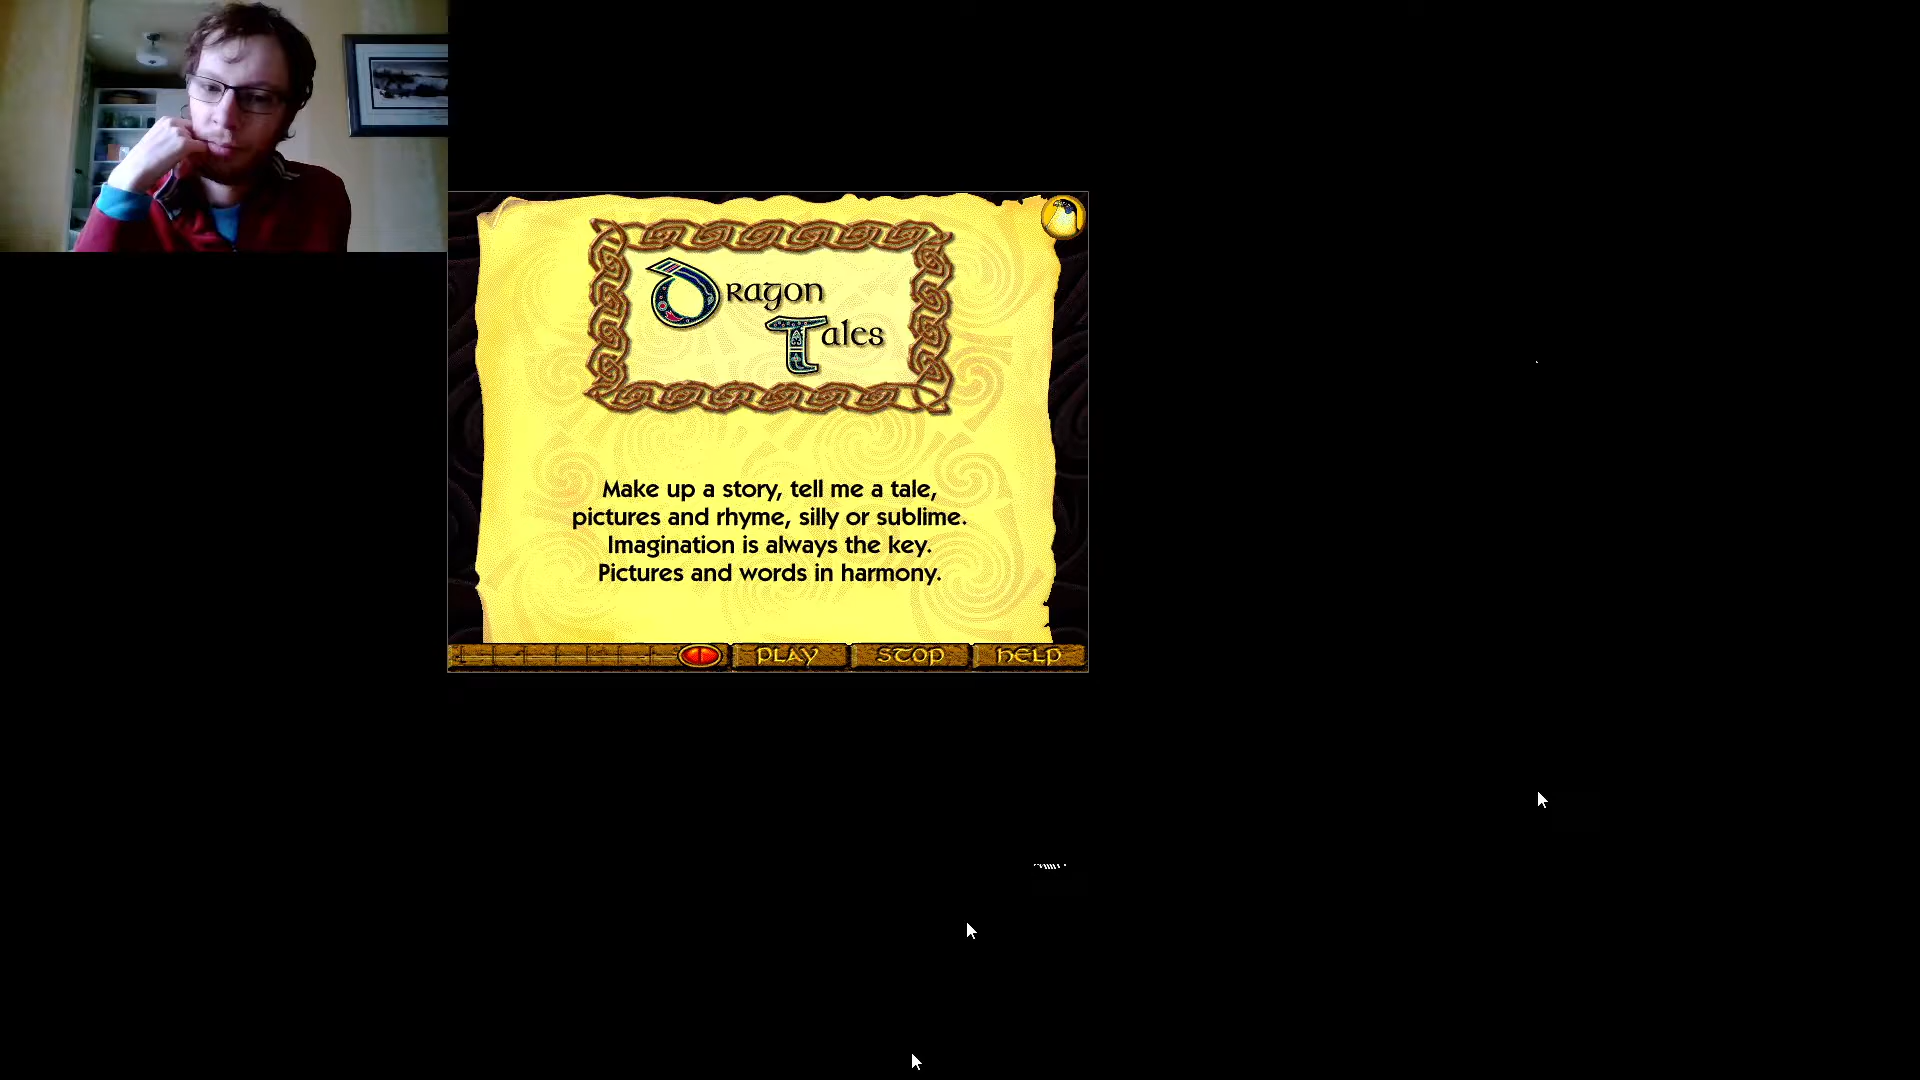 Dragon
Tales
Make up a story, tell me a tale,
pictures and rhyme, silly or sublime.
Imagination is always the key.
Pictures and words in harmony.
PLAY STOP HELP